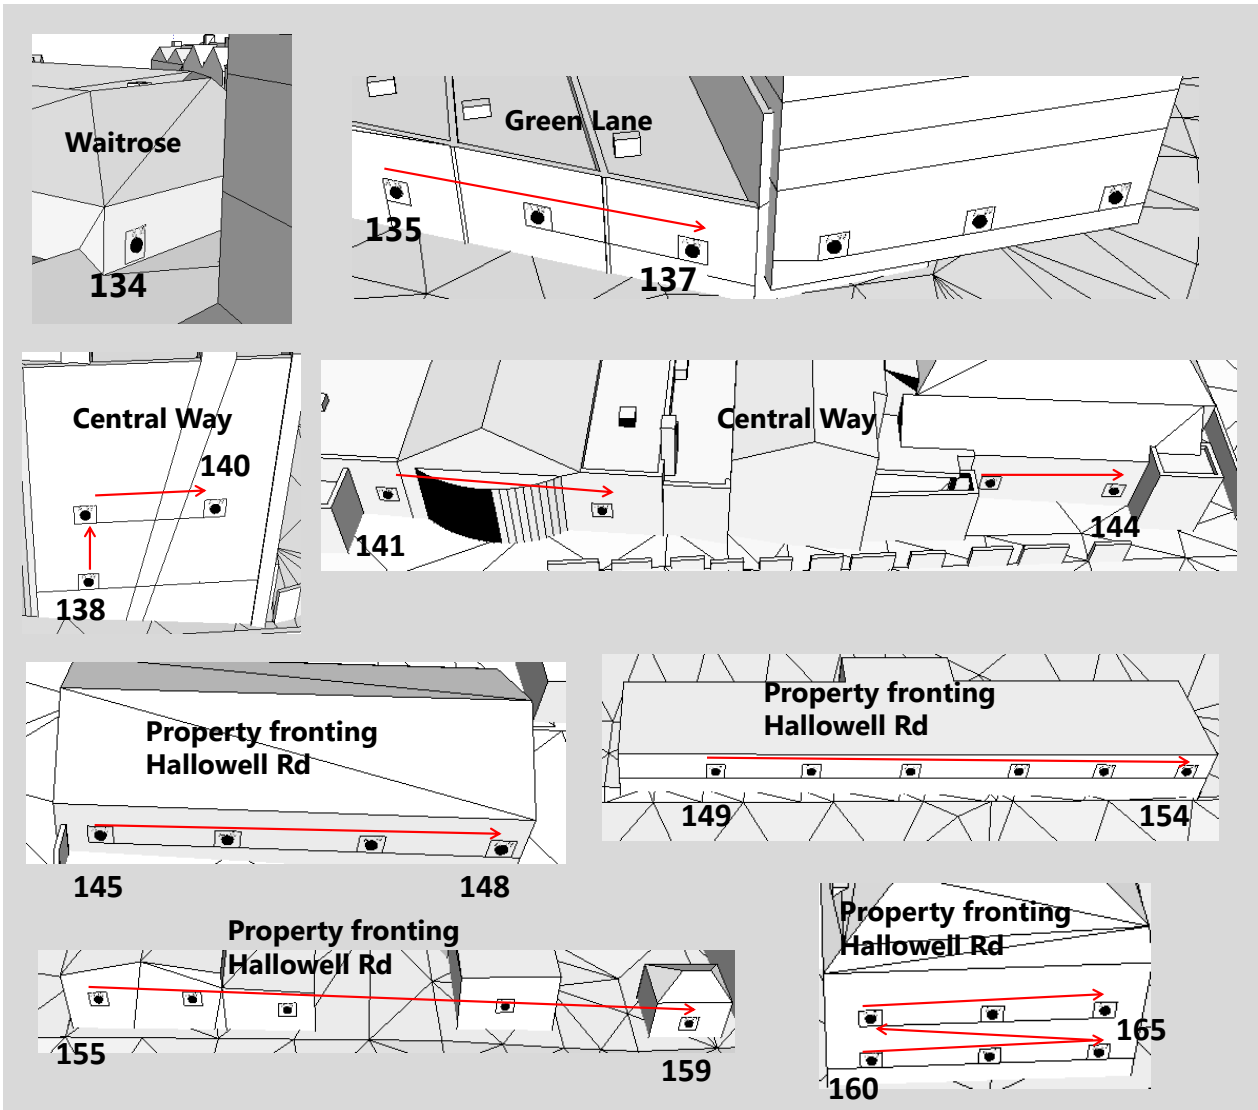 Waitrose
134
Green Lane
135
137
Central Way
140
138
Central Way
141
144
Property fronting
Hallowell Rd
145
148
Property fronting
Hallowell Rd
149
154
Property fronting
Hallowell Rd
155
159
Property fronting
Hallowell Rd
165
160